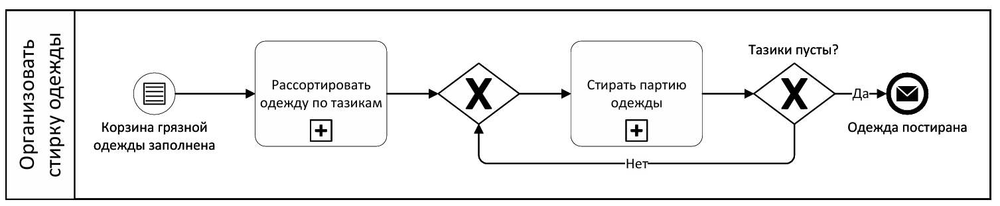 Организовать
стирку одежды
Корзина грязной
одежды заполнена
Рассортировать
одежду по тазикам
Стирать партию
одежды
Тазики пусты?
Да
Нет
Одежда постирана